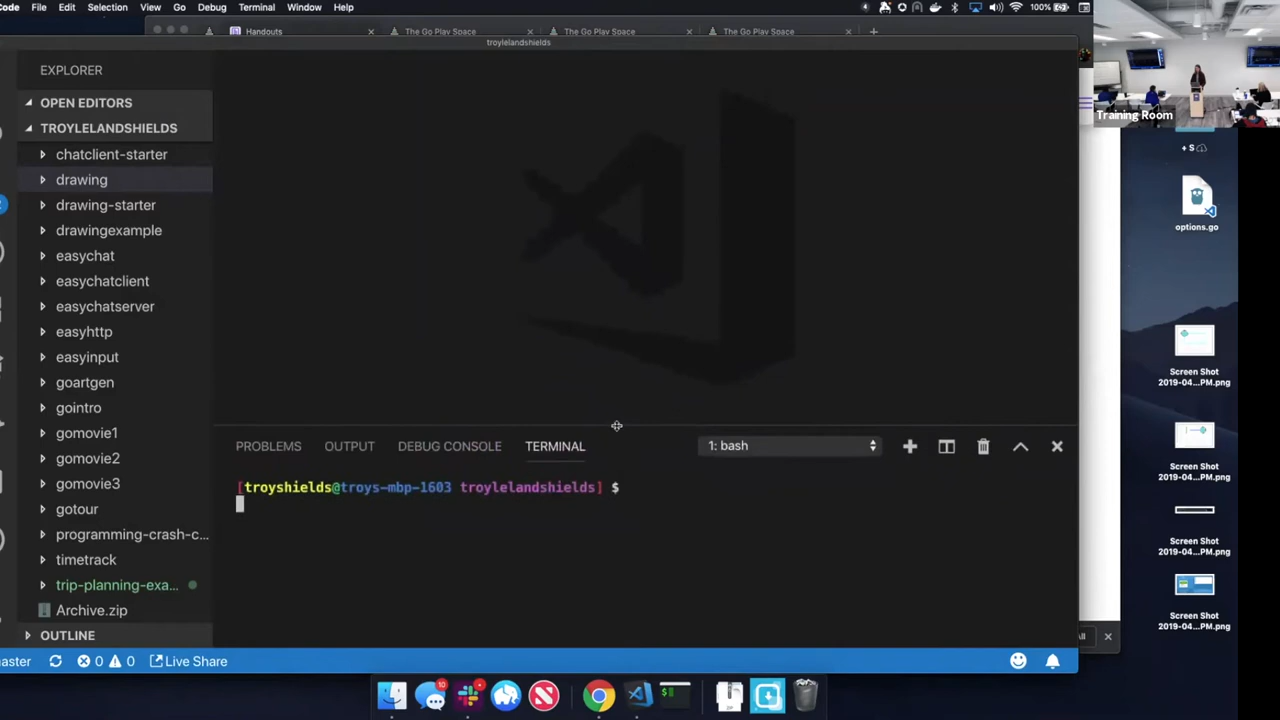 Code File Edit Selection View Go Debug Terminal Window Help 100%
Handouts The Go Play Space The Go Play Space The Go Play Space
troylelandshields
EXPLORER
OPEN EDITORS
TROYLELANDSHIELDS
chatclient-starter
drawing
drawing-starter
drawingexample
easychat
easychatclient
easychatserver
easyhttp
easyinput
goartgen
gointro
gomovie1
gomovie2
gomovie3
gotour
programming-crash-c...
timetrack
trip-planning-exa...
Archive.zip
OUTLINE
PROBLEMS OUTPUT DEBUG CONSOLE TERMINAL 1: bash
[troyshields@troys-mbp-1603 troylelandshields] $
master 0 0 Live Share
Training Room
+ S
options.go
Screen Shot
2019-04...PM.png
Screen Shot
2019-04...PM.png
Screen Shot
2019-04...PM.png
Screen Shot
2019-04...PM.png
10
ZIP